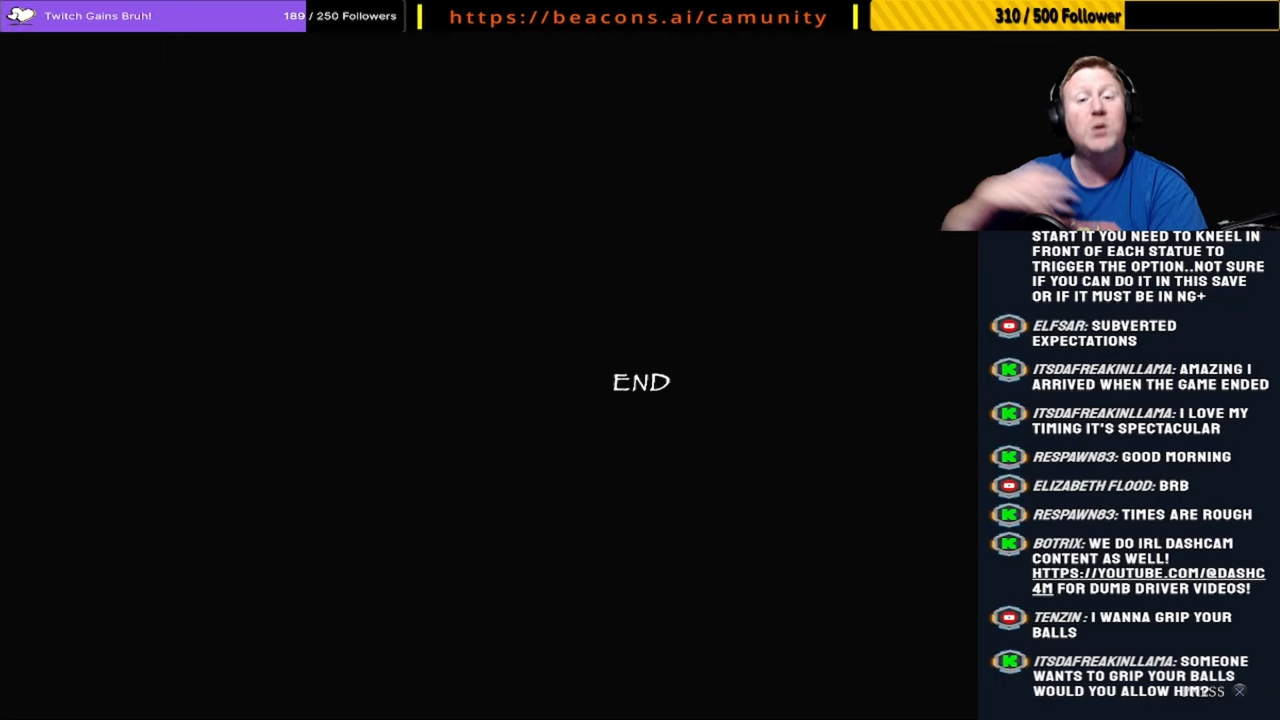 Twitch Gains Bruh! 189 / 250 Followers
https://beacons.ai/camunity
310 / 500 Follower
START IT YOU NEED TO KNEEL IN
FRONT OF EACH STATUE TO
TRIGGER THE OPTION..NOT SURE
IF YOU CAN DO IT IN THIS SAVE
OR IF IT MUST BE IN NG+
ELFSAR: SUBVERTED
EXPECTATIONS
ITSDAFREAKINLLAMA: AMAZING I
ARRIVED WHEN THE GAME ENDED
END
ITSDAFREAKINLLAMA: I LOVE MY
TIMING IT'S SPECTACULAR
RESPAWN83: GOOD MORNING
ELIZABETH FLOOD: BRB
RESPAWN83: TIMES ARE ROUGH
BOTRIX: WE DO IRL DASHCAM
CONTENT AS WELL!
HTTPS://YOUTUBE.COM/@DASHC
4M FOR DUMB DRIVER VIDEOS!
TENZIN : I WANNA GRIP YOUR
BALLS
ITSDAFREAKINLLAMA: SOMEONE
WANTS TO GRIP YOUR BALLS
WOULD YOU ALLOW HIM?